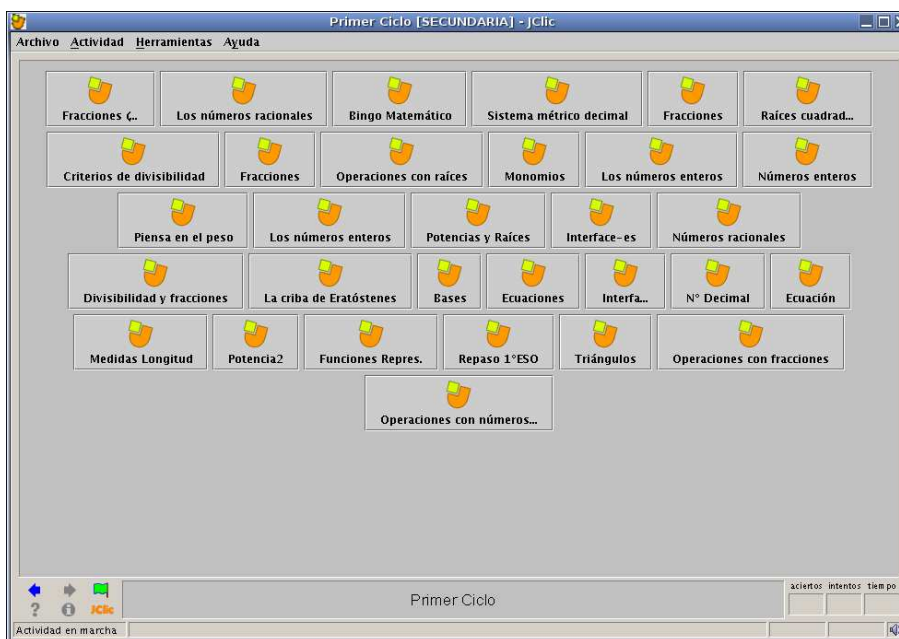 Primer Ciclo [SECUNDARIA] - JClic
Archivo Actividad Herramientas Ayuda
Fracciones (.. Los números racionales Bingo Matemático Sistema métrico decimal Fracciones Raíces cuadrad...
Criterios de divisibilidad Fracciones Operaciones con raíces Monomios Los números enteros Números enteros
Piensa en el peso Los números enteros Potencias y Raíces Interface-es Números racionales
Divisibilidad y fracciones La criba de Eratóstenes Bases Ecuaciones Interfa... N° Decimal Ecuación
Medidas Longitud Potencia2 Funciones Repres. Repaso 1°ESO Triángulos Operaciones con fracciones
Operaciones con números...
aciertos intentos tiempo
Primer Ciclo
JClic
Actividad en marcha